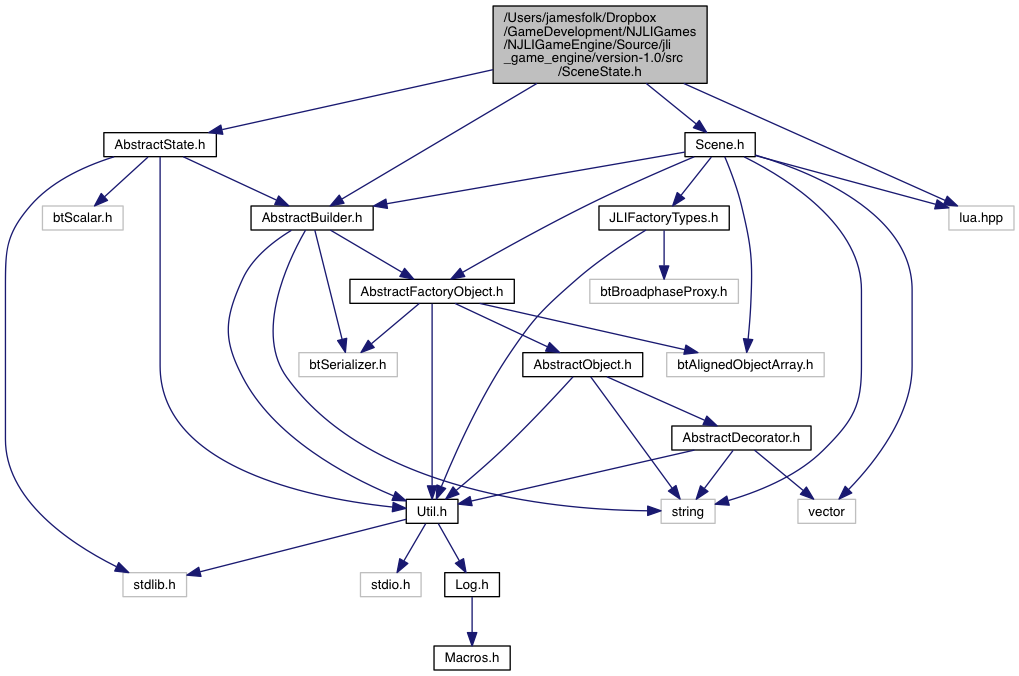 /Users/jamesfolk/Dropbox
/GameDevelopment/NJLIGames
/NJLIGameEngine/Source/jli
_game_engine/version-1.0/src
/SceneState.h
AbstractState.h
Scene.h
btScalar.h
AbstractBuilder.h
JLIFactoryTypes.h
lua.hpp
AbstractFactoryObject.h
btBroadphaseProxy.h
btSerializer.h
AbstractObject.h
btAlignedObjectArray.h
AbstractDecorator.h
Util.h
string
vector
stdlib.h
stdio.h
Log.h
Macros.h